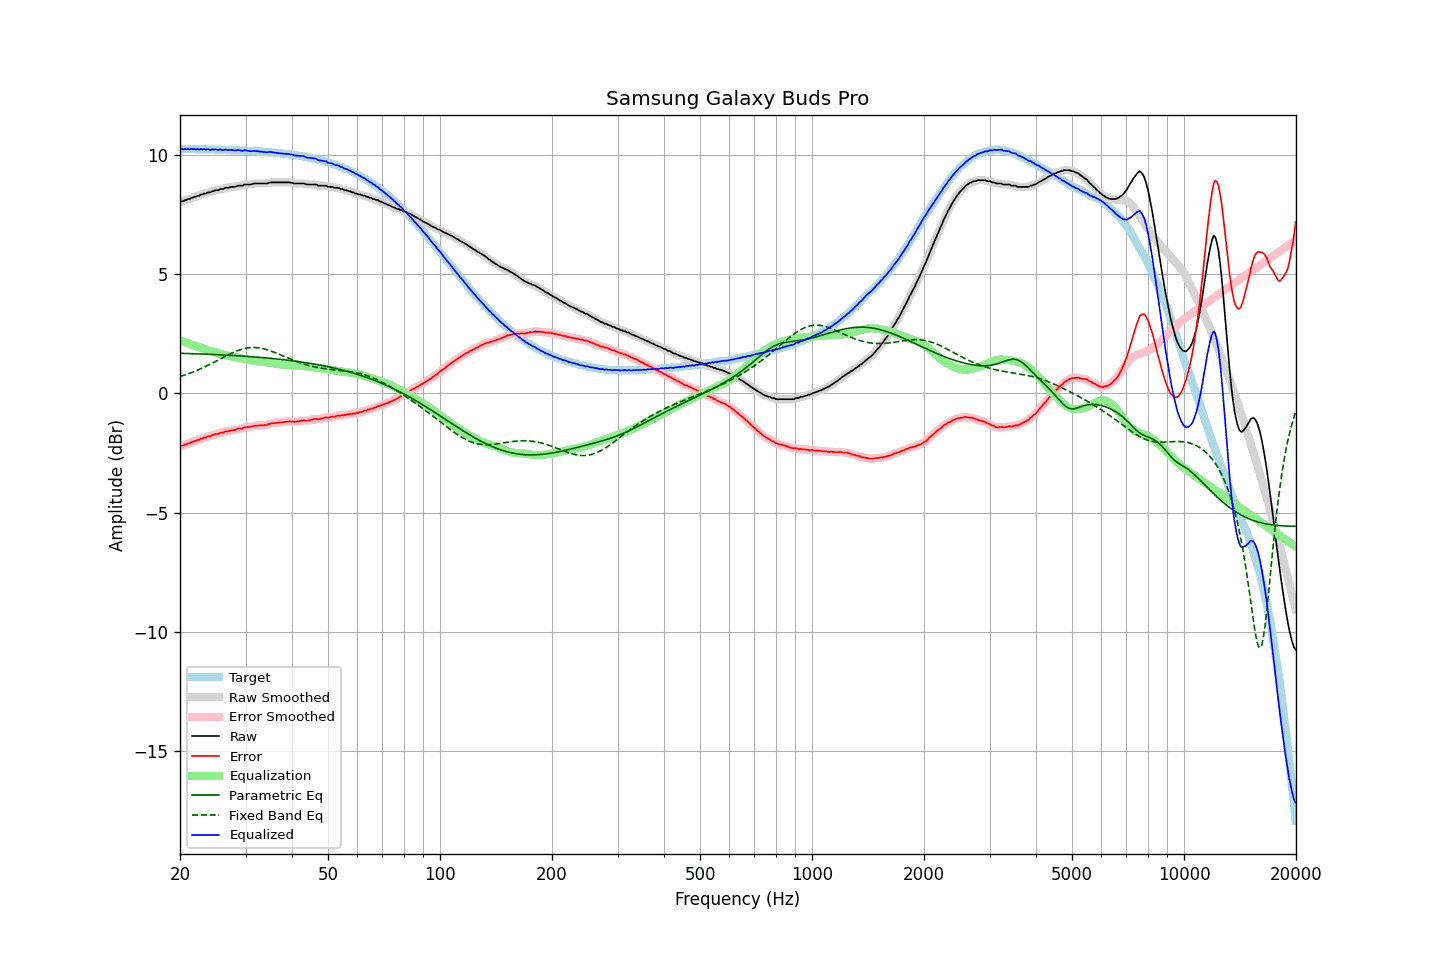 Samsung Galaxy Buds Pro
Amplitude (dBr)
10
5
0
−5
−10
−15
Target
Raw Smoothed
Error Smoothed
Raw
Error
Equalization
Parametric Eq
Fixed Band Eq
Equalized
20 50 100 200 500 1000 2000 5000 10000 20000
Frequency (Hz)